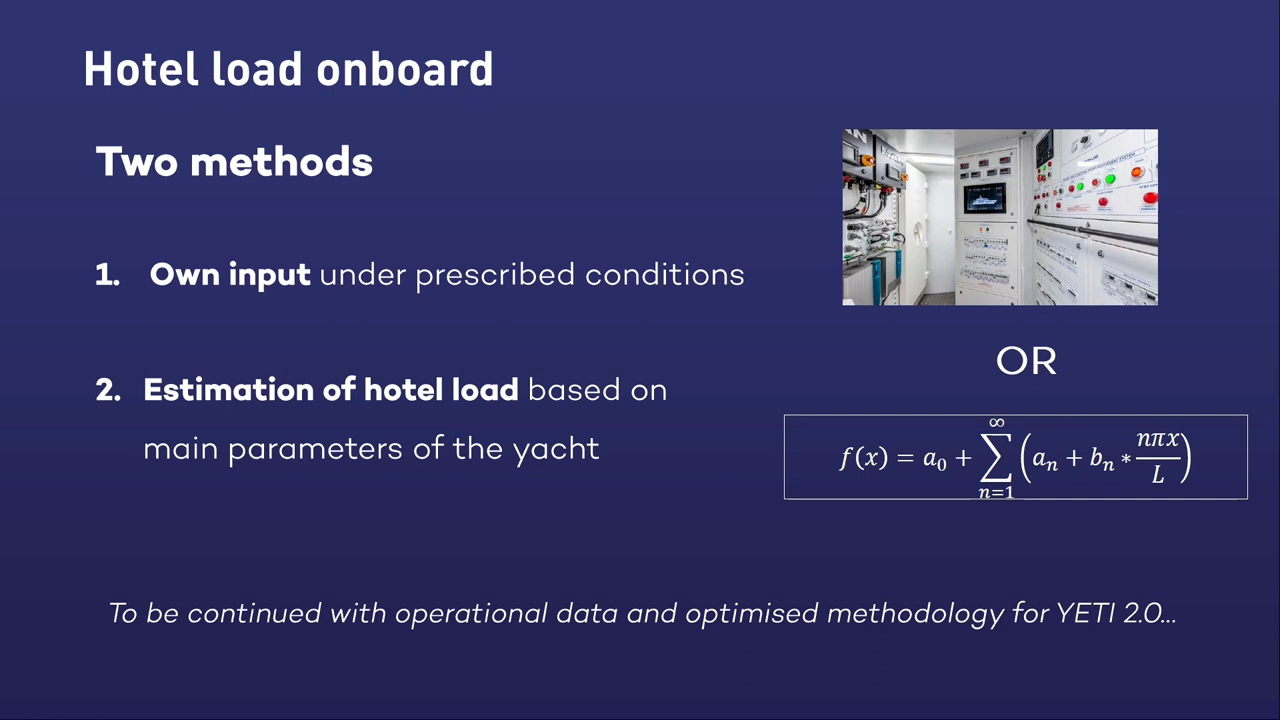 Hotel load onboard
Two methods
1. Own input under prescribed conditions
2. Estimation of hotel load based on
main parameters of the yacht
OR
f(x) = a₀ + ∑_{n=1}^{∞} (aₙ + bₙ * nπx/L)
To be continued with operational data and optimised methodology for YETI 2.0...